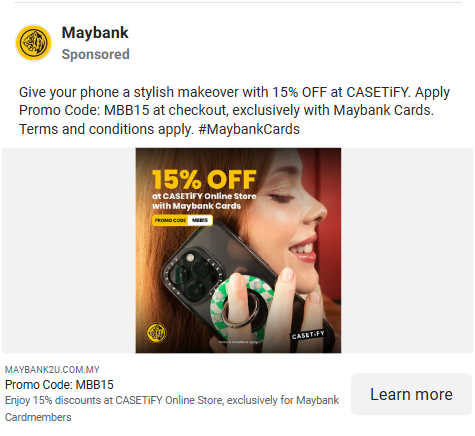 Maybank
Sponsored
Give your phone a stylish makeover with 15% OFF at CASETiFY. Apply
Promo Code: MBB15 at checkout, exclusively with Maybank Cards.
Terms and conditions apply. #MaybankCards
15% OFF
at CASETiFY Online Store
with Maybank Cards
PROMO CODE MBB15
CASETiFY
MAYBANK2U.COM.MY
Promo Code: MBB15
Enjoy 15% discounts at CASETiFY Online Store, exclusively for Maybank
Cardmembers
Learn more